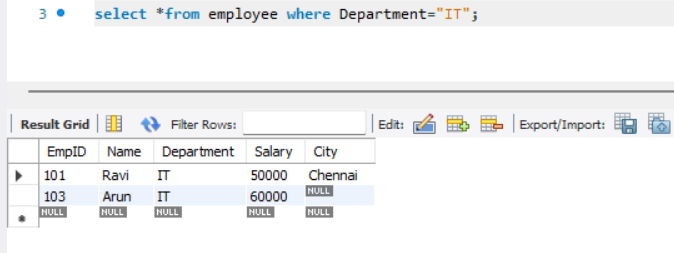 3 select *from employee where Department="IT";
Result Grid Filter Rows: Edit: Export/Import:
EmpID Name Department Salary City
101 Ravi IT 50000 Chennai
103 Arun IT 60000 NULL
NULL NULL NULL NULL NULL